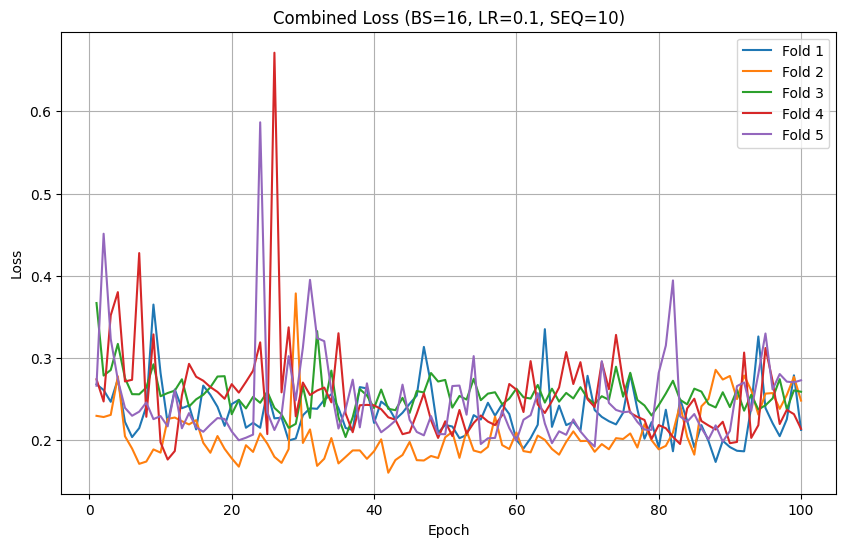 Combined Loss (BS=16, LR=0.1, SEQ=10)
Fold 1
Fold 2
Fold 3
Fold 4
Fold 5
Loss
0.6
0.5
0.4
0.3
0.2
0
20
40
60
80
100
Epoch